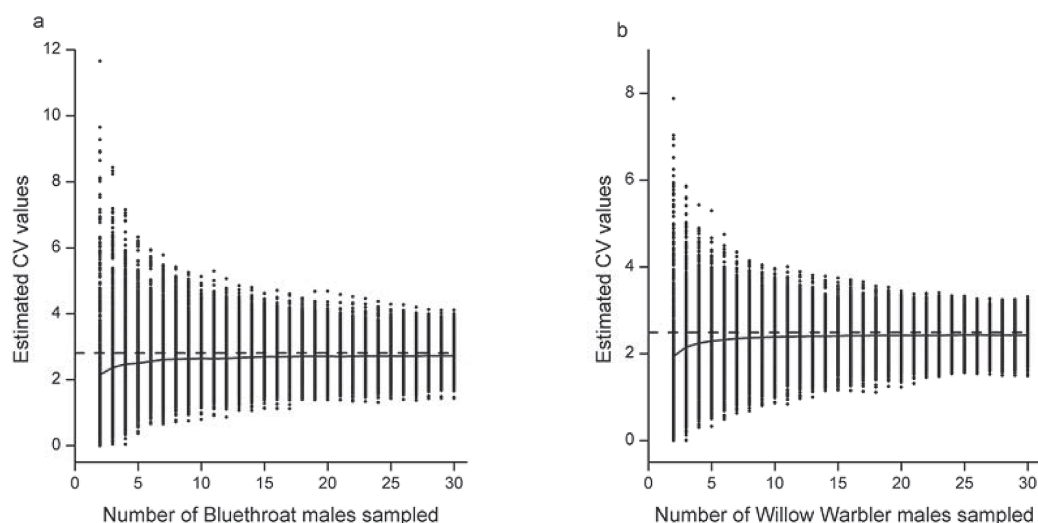 a
12
10
8
6
4
2
0
Estimated CV values
0 5 10 15 20 25 30
Number of Bluethroat males sampled
b
8
6
4
2
0
Estimated CV values
0 5 10 15 20 25 30
Number of Willow Warbler males sampled